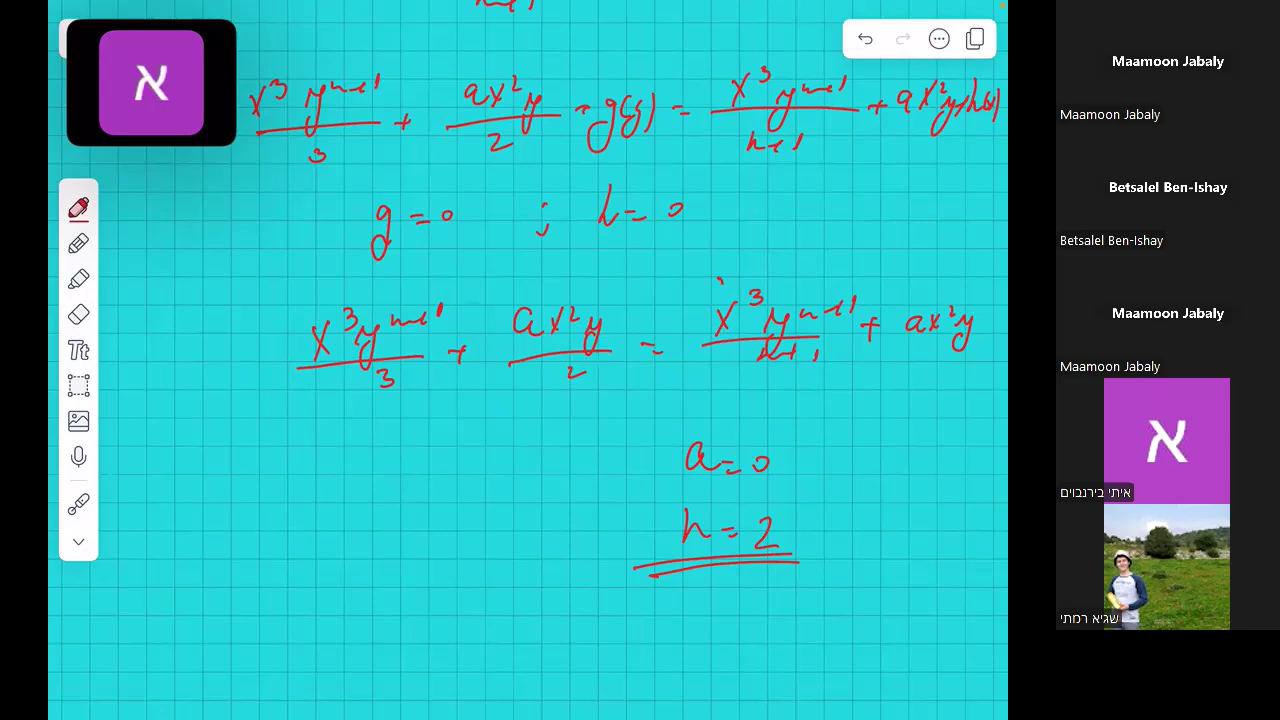 א
x³yⁿ⁺¹/3 + ax²y/2 + g(y) = x³yⁿ⁺¹/n+1 + ax²y + h(x)
g = 0 ; h = 0
x³yⁿ⁺¹/3 + ax²y/2 = x³yⁿ⁺¹/n+1 + ax²y
a = 0
n = 2
Tt
Maamoon Jabaly
Maamoon Jabaly
Betsalel Ben-Ishay
Betsalel Ben-Ishay
Maamoon Jabaly
Maamoon Jabaly
א
איתי בירנבוים
שגיא רמתי